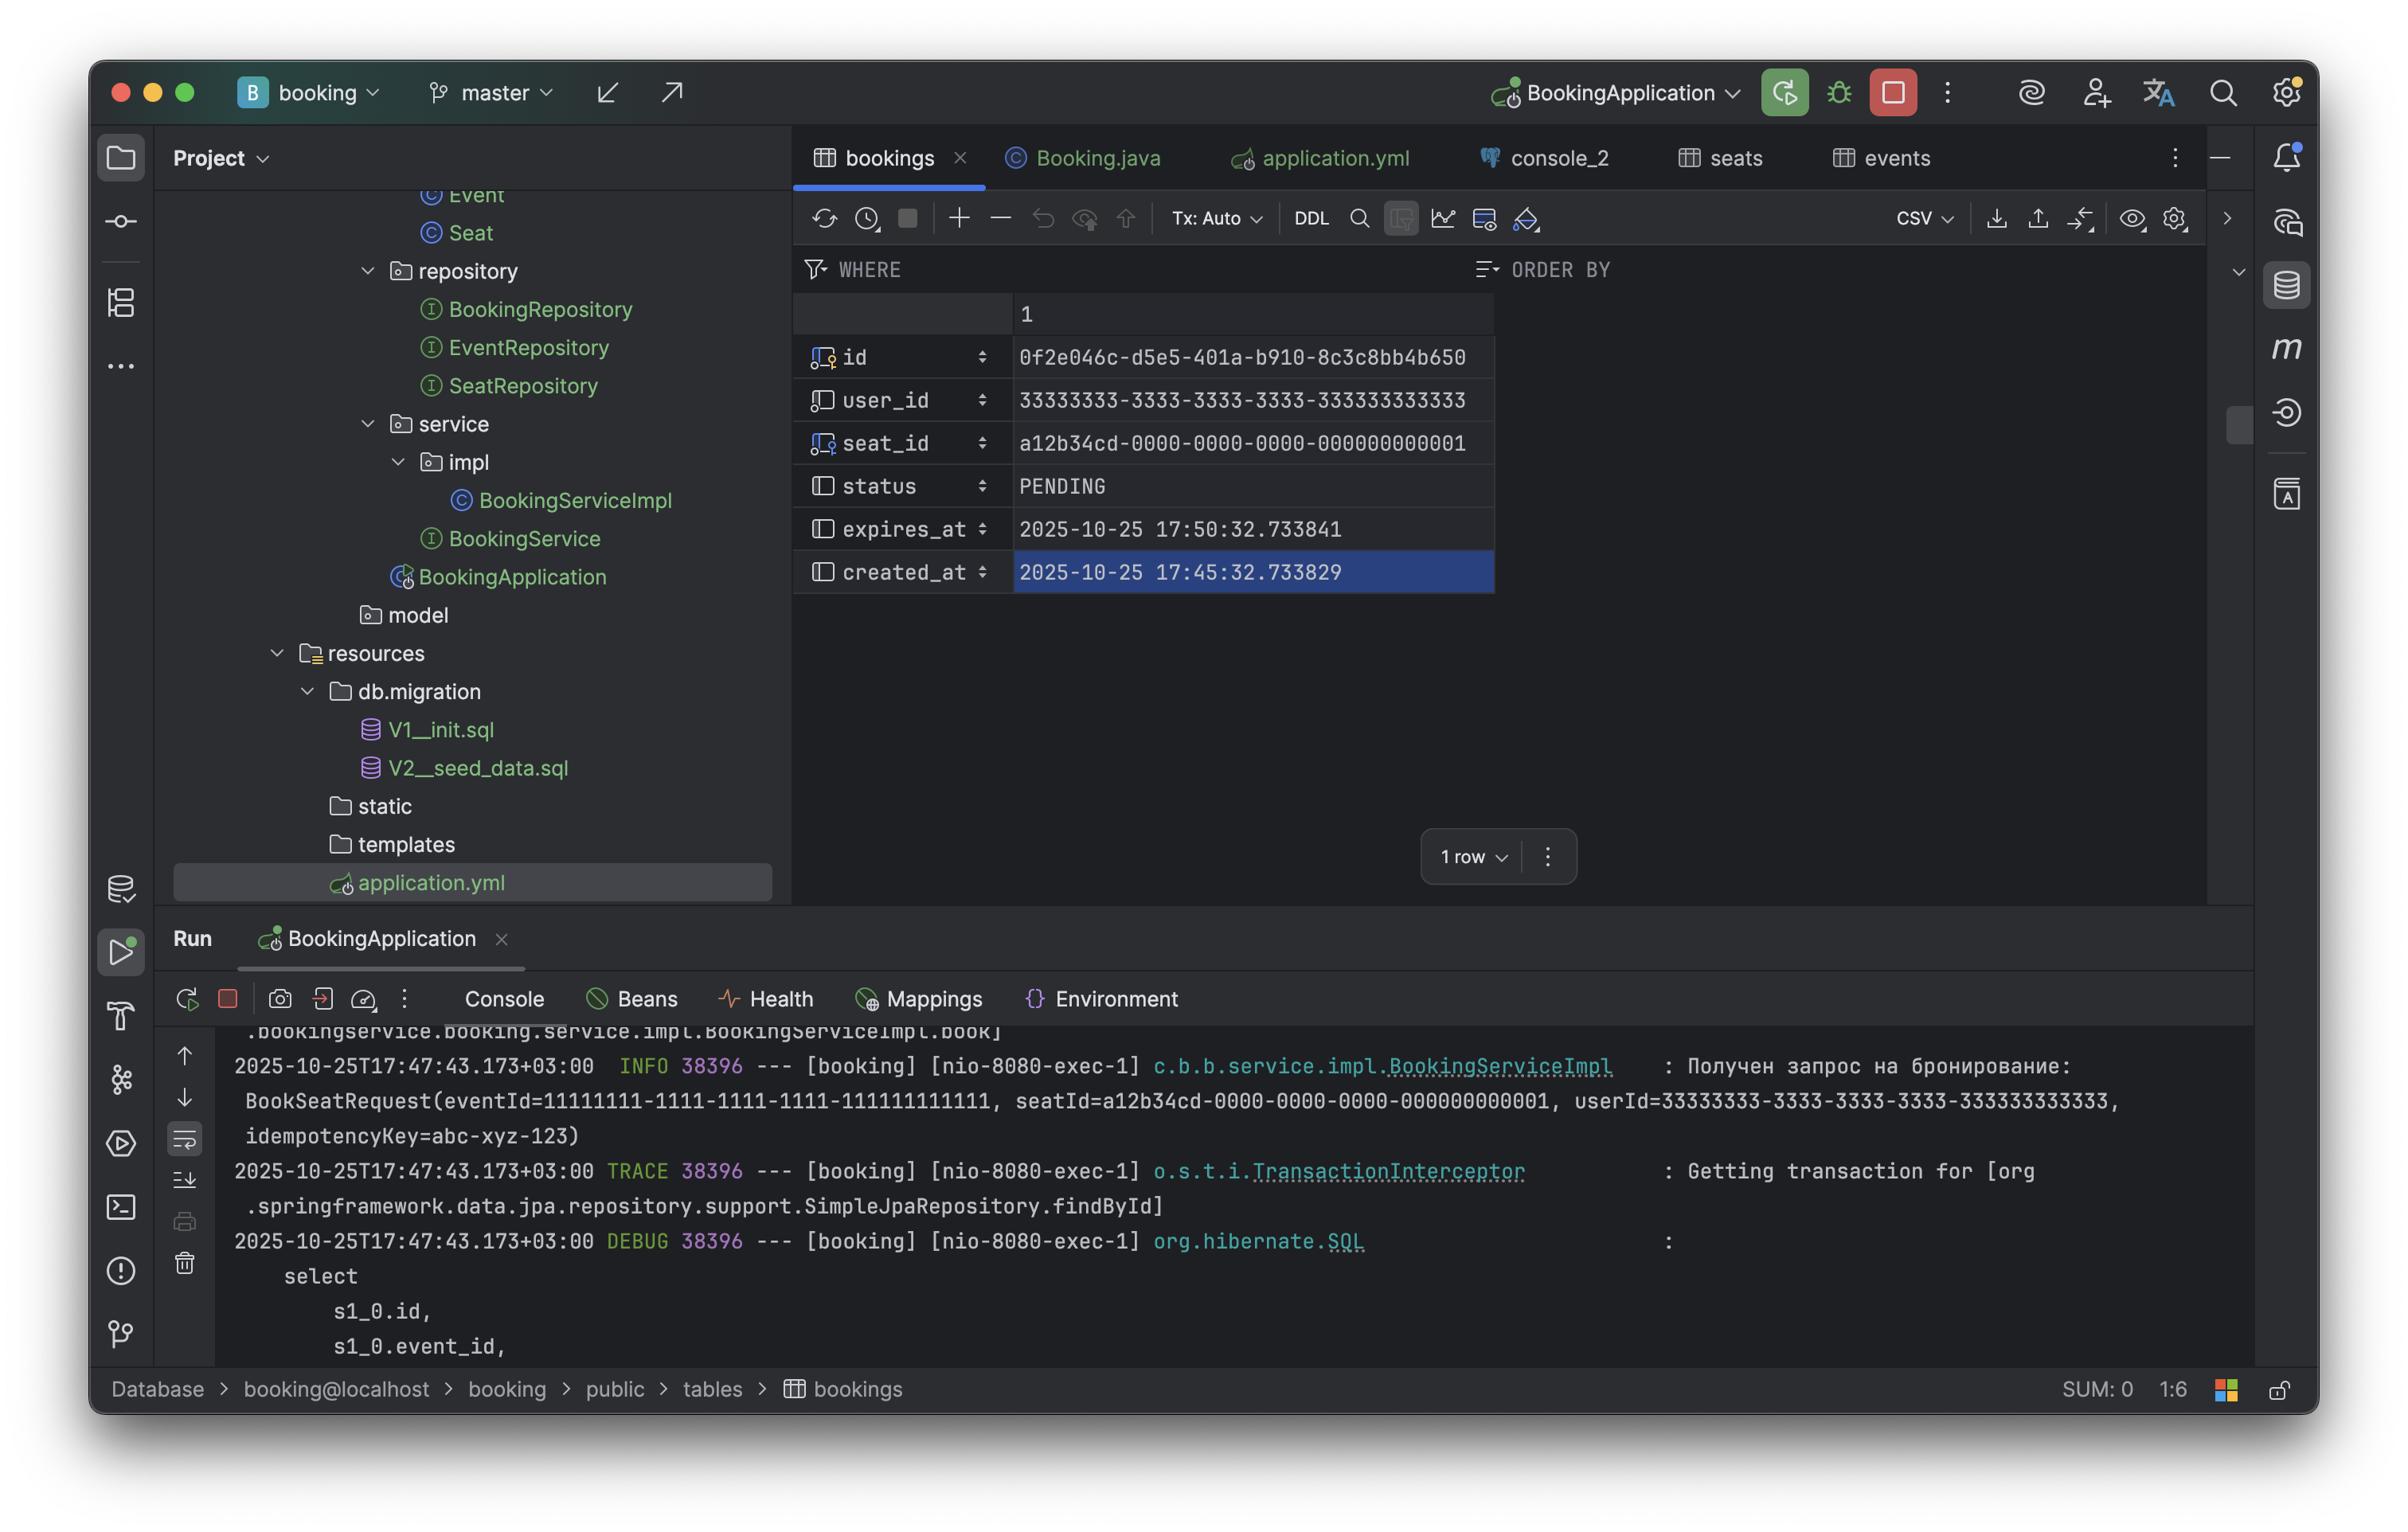 B booking master BookingApplication
Project
Event
Seat
repository
BookingRepository
EventRepository
SeatRepository
service
impl
BookingServiceImpl
BookingService
BookingApplication
model
resources
db.migration
V1__init.sql
V2__seed_data.sql
static
templates
application.yml
bookings Booking.java application.yml console_2 seats events
Tx: Auto DDL CSV
WHERE ORDER BY
1
id 0f2e046c-d5e5-401a-b910-8c3c8bb4b650
user_id 33333333-3333-3333-3333-333333333333
seat_id a12b34cd-0000-0000-0000-000000000001
status PENDING
expires_at 2025-10-25 17:50:32.733841
created_at 2025-10-25 17:45:32.733829
1 row
Run BookingApplication
Console Beans Health Mappings Environment
.bookingservice.booking.service.impl.BookingServiceImpl.book]
2025-10-25T17:47:43.173+03:00 INFO 38396 --- [booking] [nio-8080-exec-1] c.b.b.service.impl.BookingServiceImpl : Получен запрос на бронирование:
BookSeatRequest(eventId=11111111-1111-1111-1111-111111111111, seatId=a12b34cd-0000-0000-0000-000000000001, userId=33333333-3333-3333-3333-333333333333,
idempotencyKey=abc-xyz-123)
2025-10-25T17:47:43.173+03:00 TRACE 38396 --- [booking] [nio-8080-exec-1] o.s.t.i.TransactionInterceptor : Getting transaction for [org
.springframework.data.jpa.repository.support.SimpleJpaRepository.findById]
2025-10-25T17:47:43.173+03:00 DEBUG 38396 --- [booking] [nio-8080-exec-1] org.hibernate.SQL :
select
s1_0.id,
s1_0.event_id,
Database > booking@localhost > booking > public > tables > bookings SUM: 0 1:6